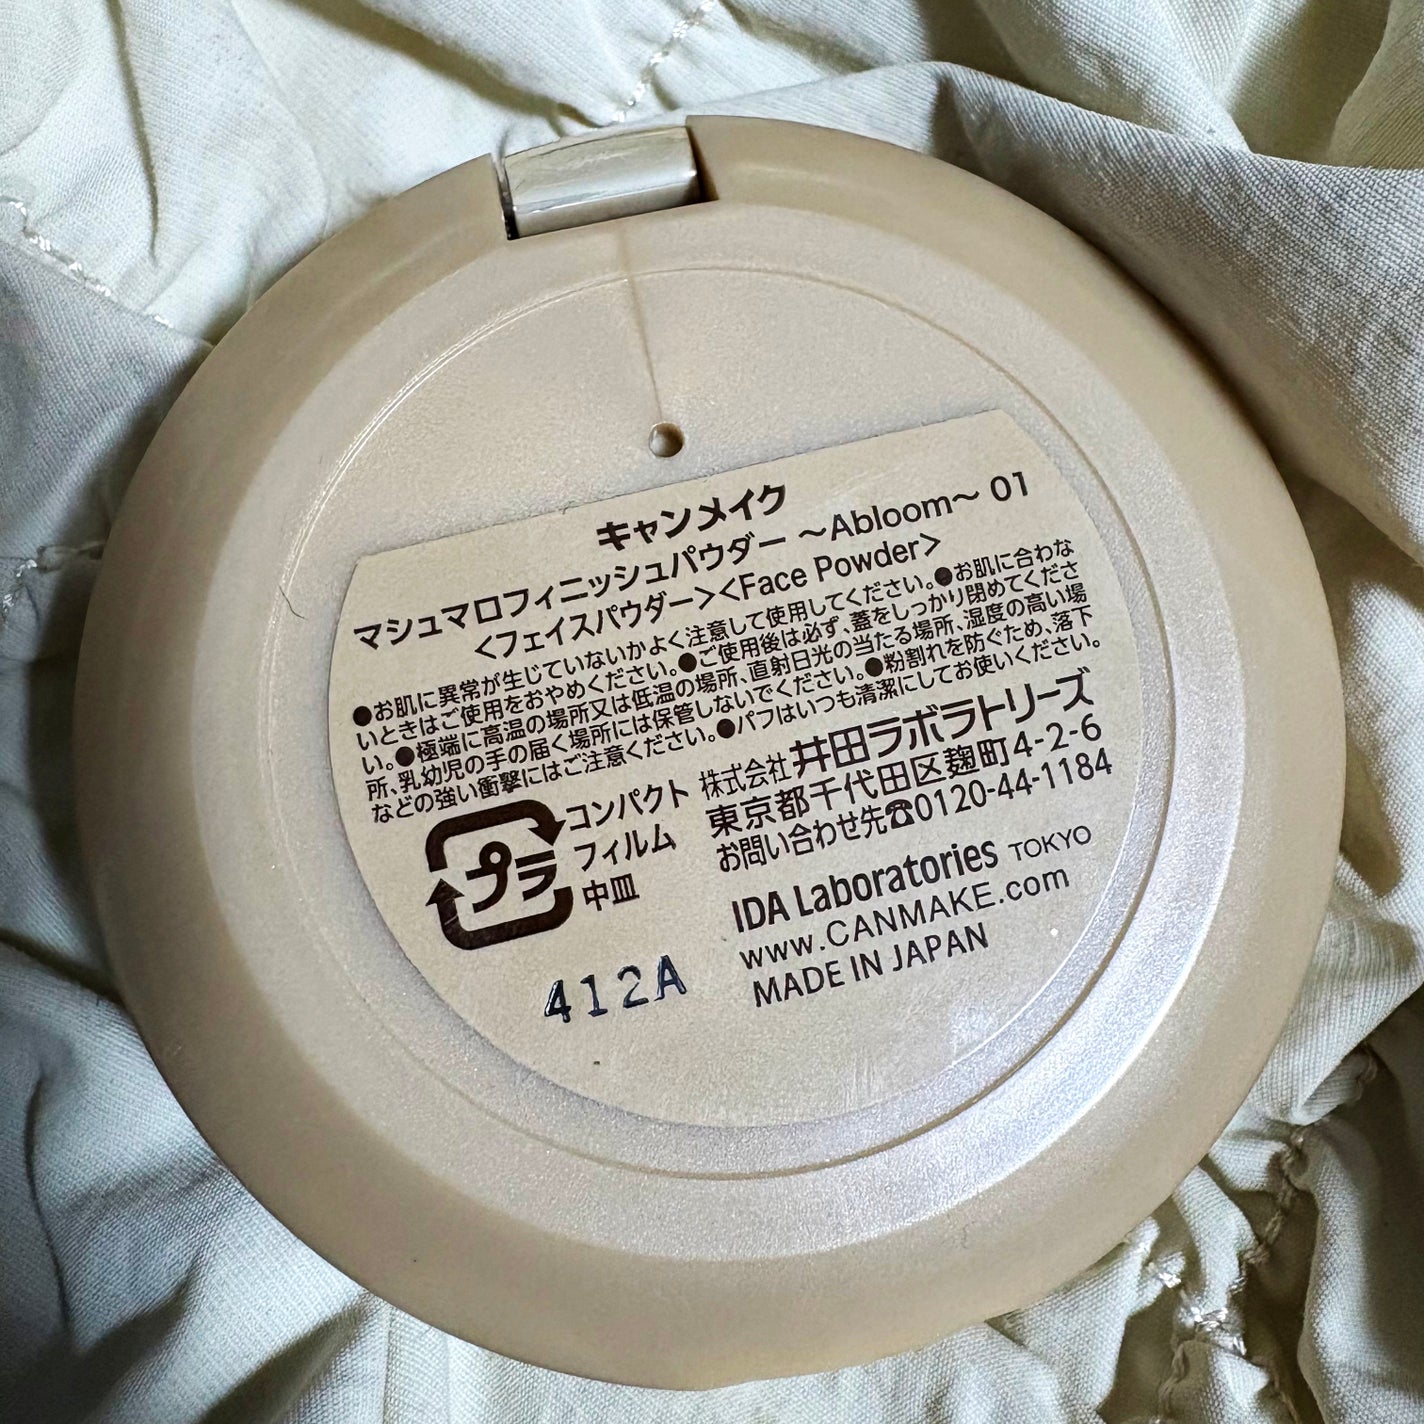 キャンメイク
マシュマロフィニッシュパウダー ～Abloom～ 01
<フェイスパウダー><Face Powder>
●お肌に異常が生じていないかよく注意して使用してください。●お肌に合わな
いときはご使用をおやめください。●ご使用後は必ず、蓋をしっかり閉めてくださ
い。●極端に高温の場所又は低温の場所、直射日光の当たる場所、湿度の高い場
所、乳幼児の手の届く場所には保管しないでください。●粉割れを防ぐため、落下
などの強い衝撃にはご注意ください。●パフはいつも清潔にしてお使いください。
プラ
コンパクト
フィルム
中皿
株式会社井田ラボラトリーズ
東京都千代田区麹町4-2-6
お問い合わせ先☎0120-44-1184
IDA Laboratories TOKYO
www.CANMAKE.com
MADE IN JAPAN
412A